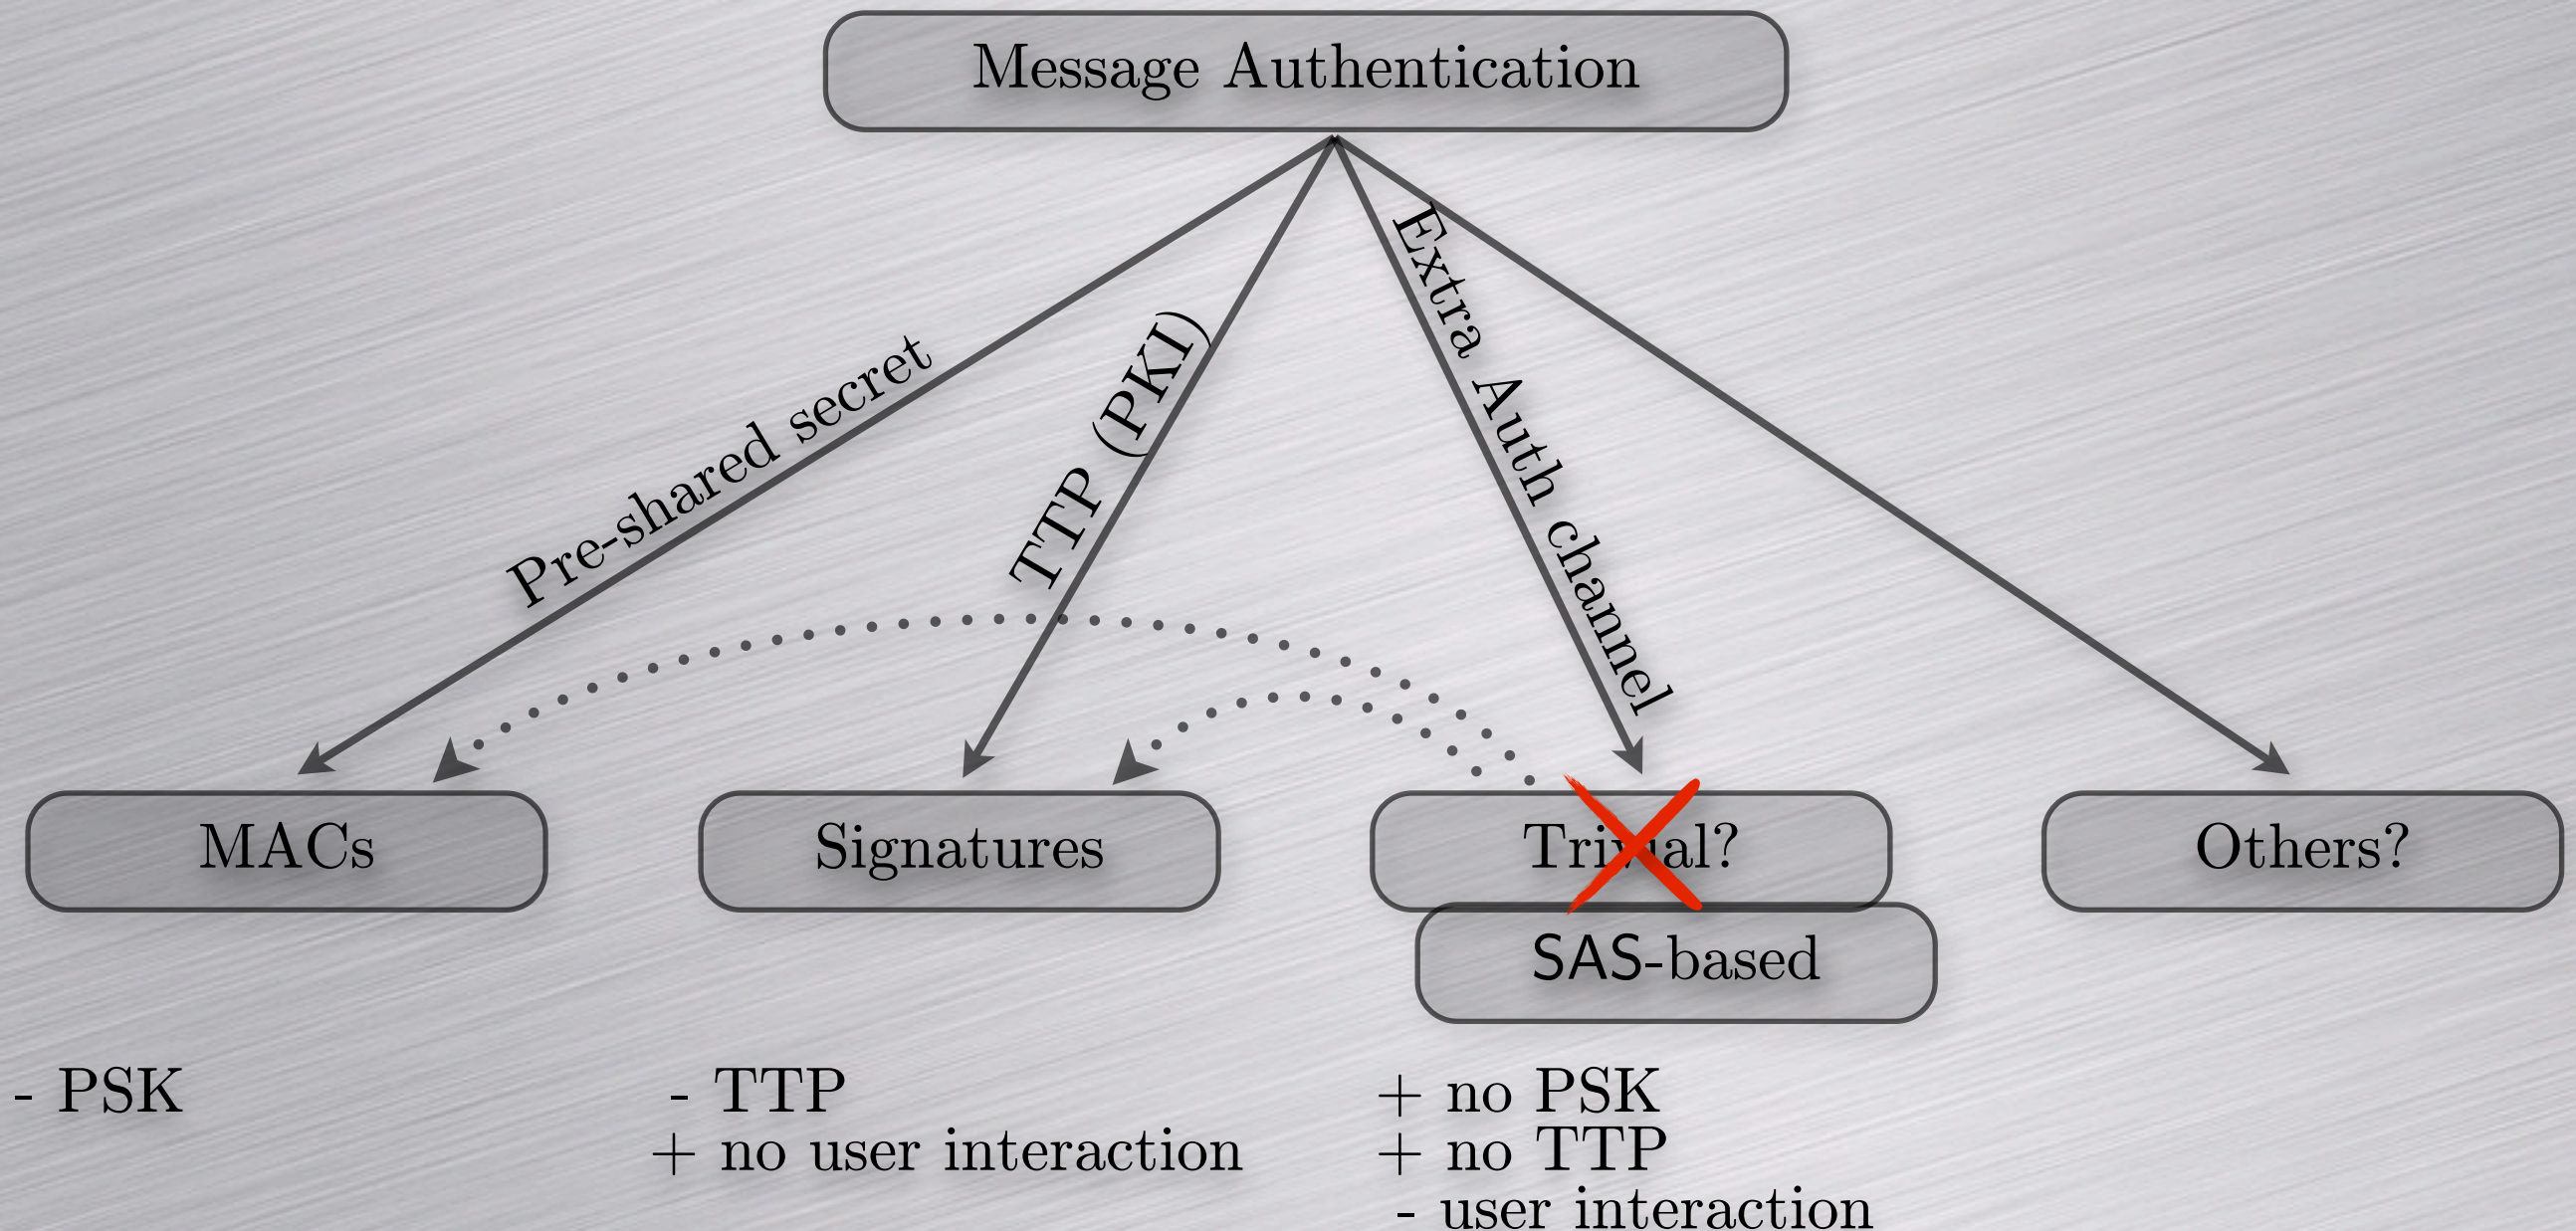 Message Authentication
Pre-shared secret
TTP (PKI)
Extra Auth channel
MACs
Signatures
Trivial?
Others?
SAS-based
- PSK
- TTP
+ no user interaction
+ no PSK
+ no TTP
- user interaction